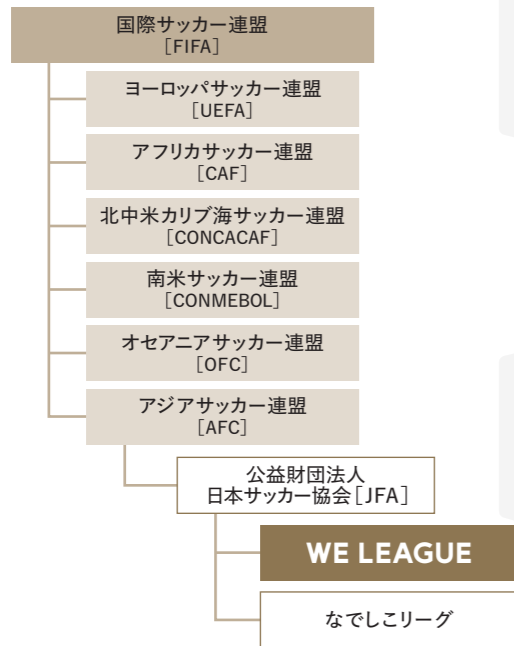 国際サッカー連盟
［FIFA］
ヨーロッパサッカー連盟
［UEFA］
アフリカサッカー連盟
［CAF］
北中米カリブ海サッカー連盟
［CONCACAF］
南米サッカー連盟
［CONMEBOL］
オセアニアサッカー連盟
［OFC］
アジアサッカー連盟
［AFC］
公益財団法人
日本サッカー協会［JFA］
WE LEAGUE
なでしこリーグ